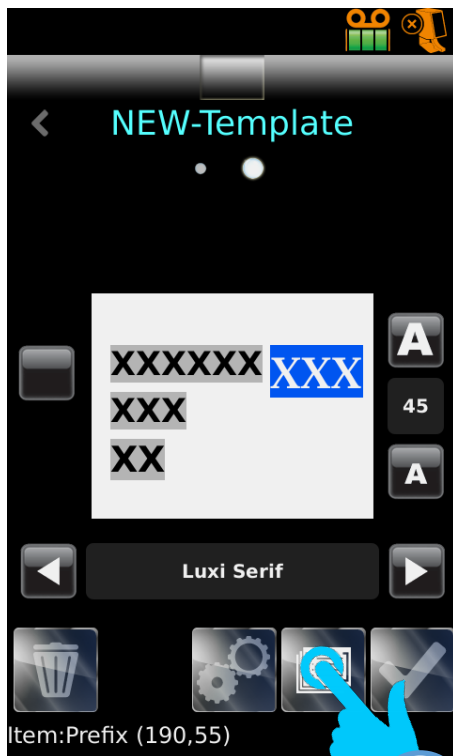 NEW-Template
XXXXXX XXX
XXX
XX
A
45
A
Luxi Serif
Item:Prefix (190,55)